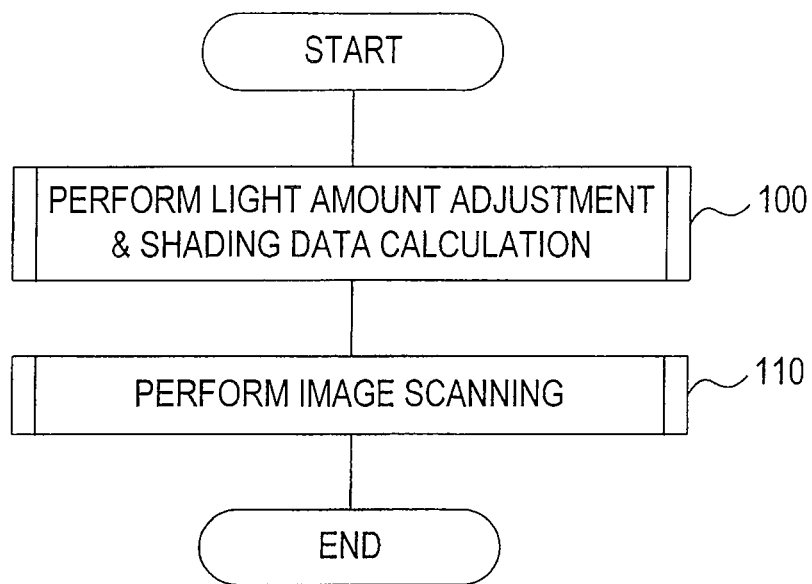 START
PERFORM LIGHT AMOUNT ADJUSTMENT
& SHADING DATA CALCULATION
100
PERFORM IMAGE SCANNING
110
END